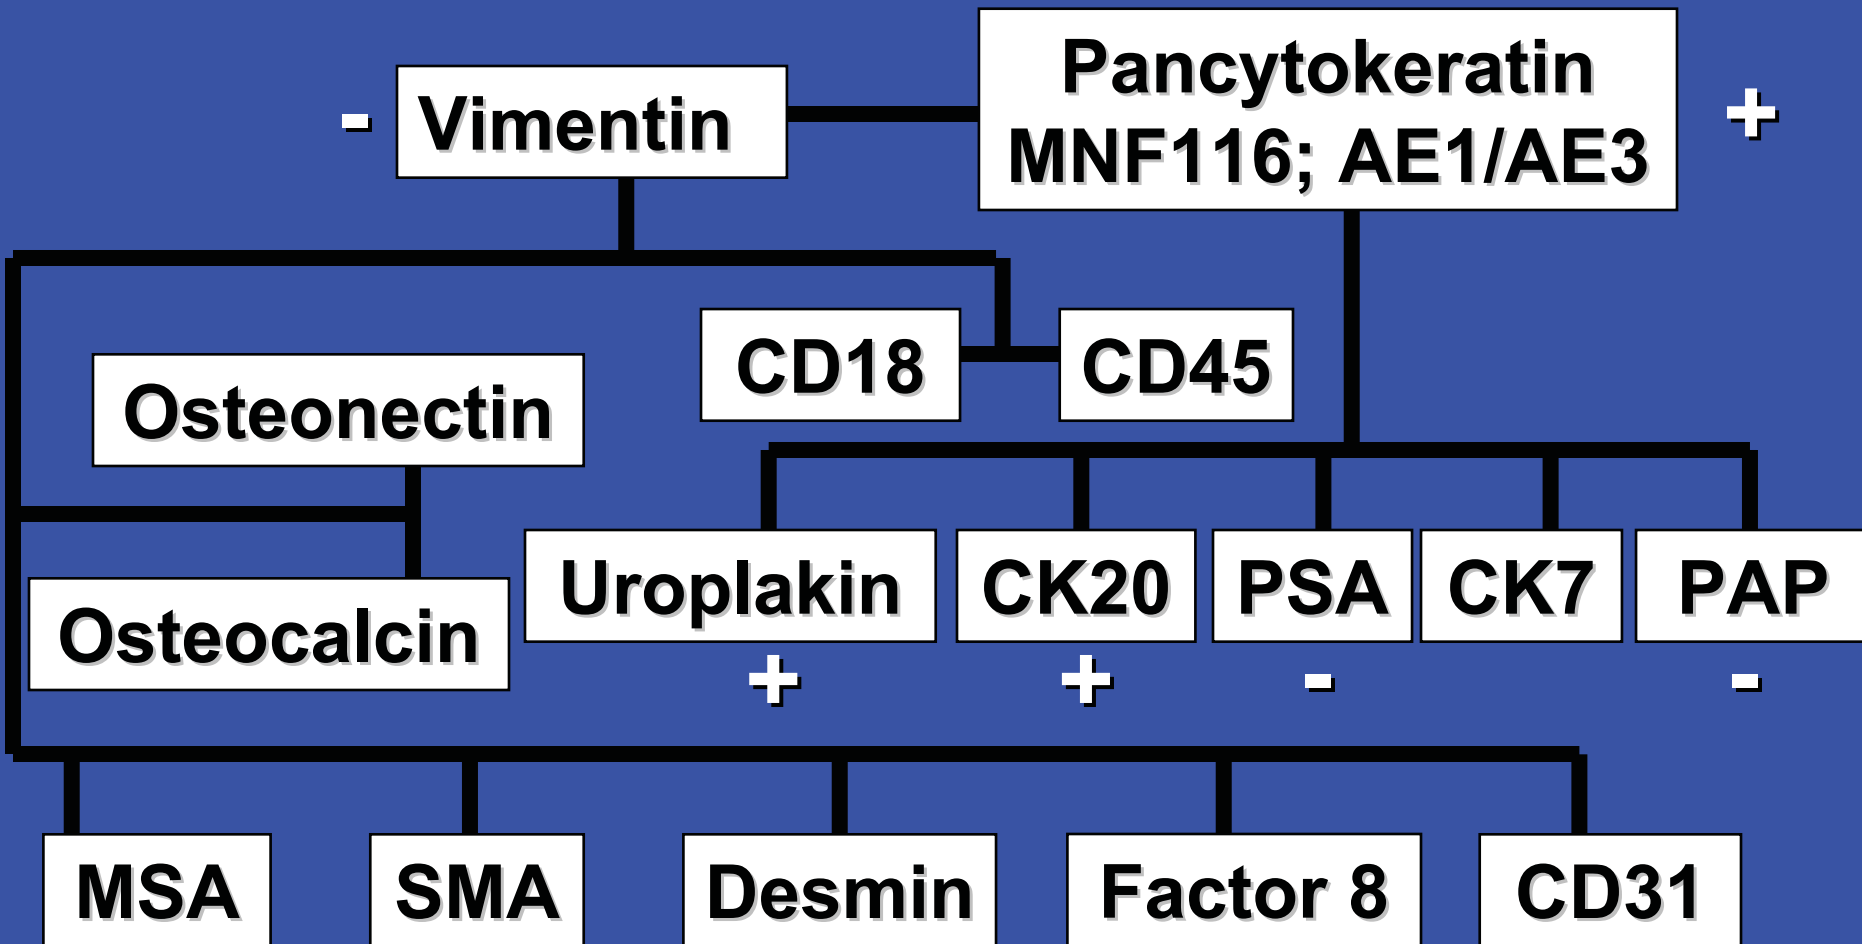 Pancytokeratin
MNF116; AE1/AE3
+
-
Vimentin
CD18
CD45
Osteonectin
Osteocalcin
Uroplakin
CK20
PSA
CK7
PAP
+
+
-
-
MSA
SMA
Desmin
Factor 8
CD31